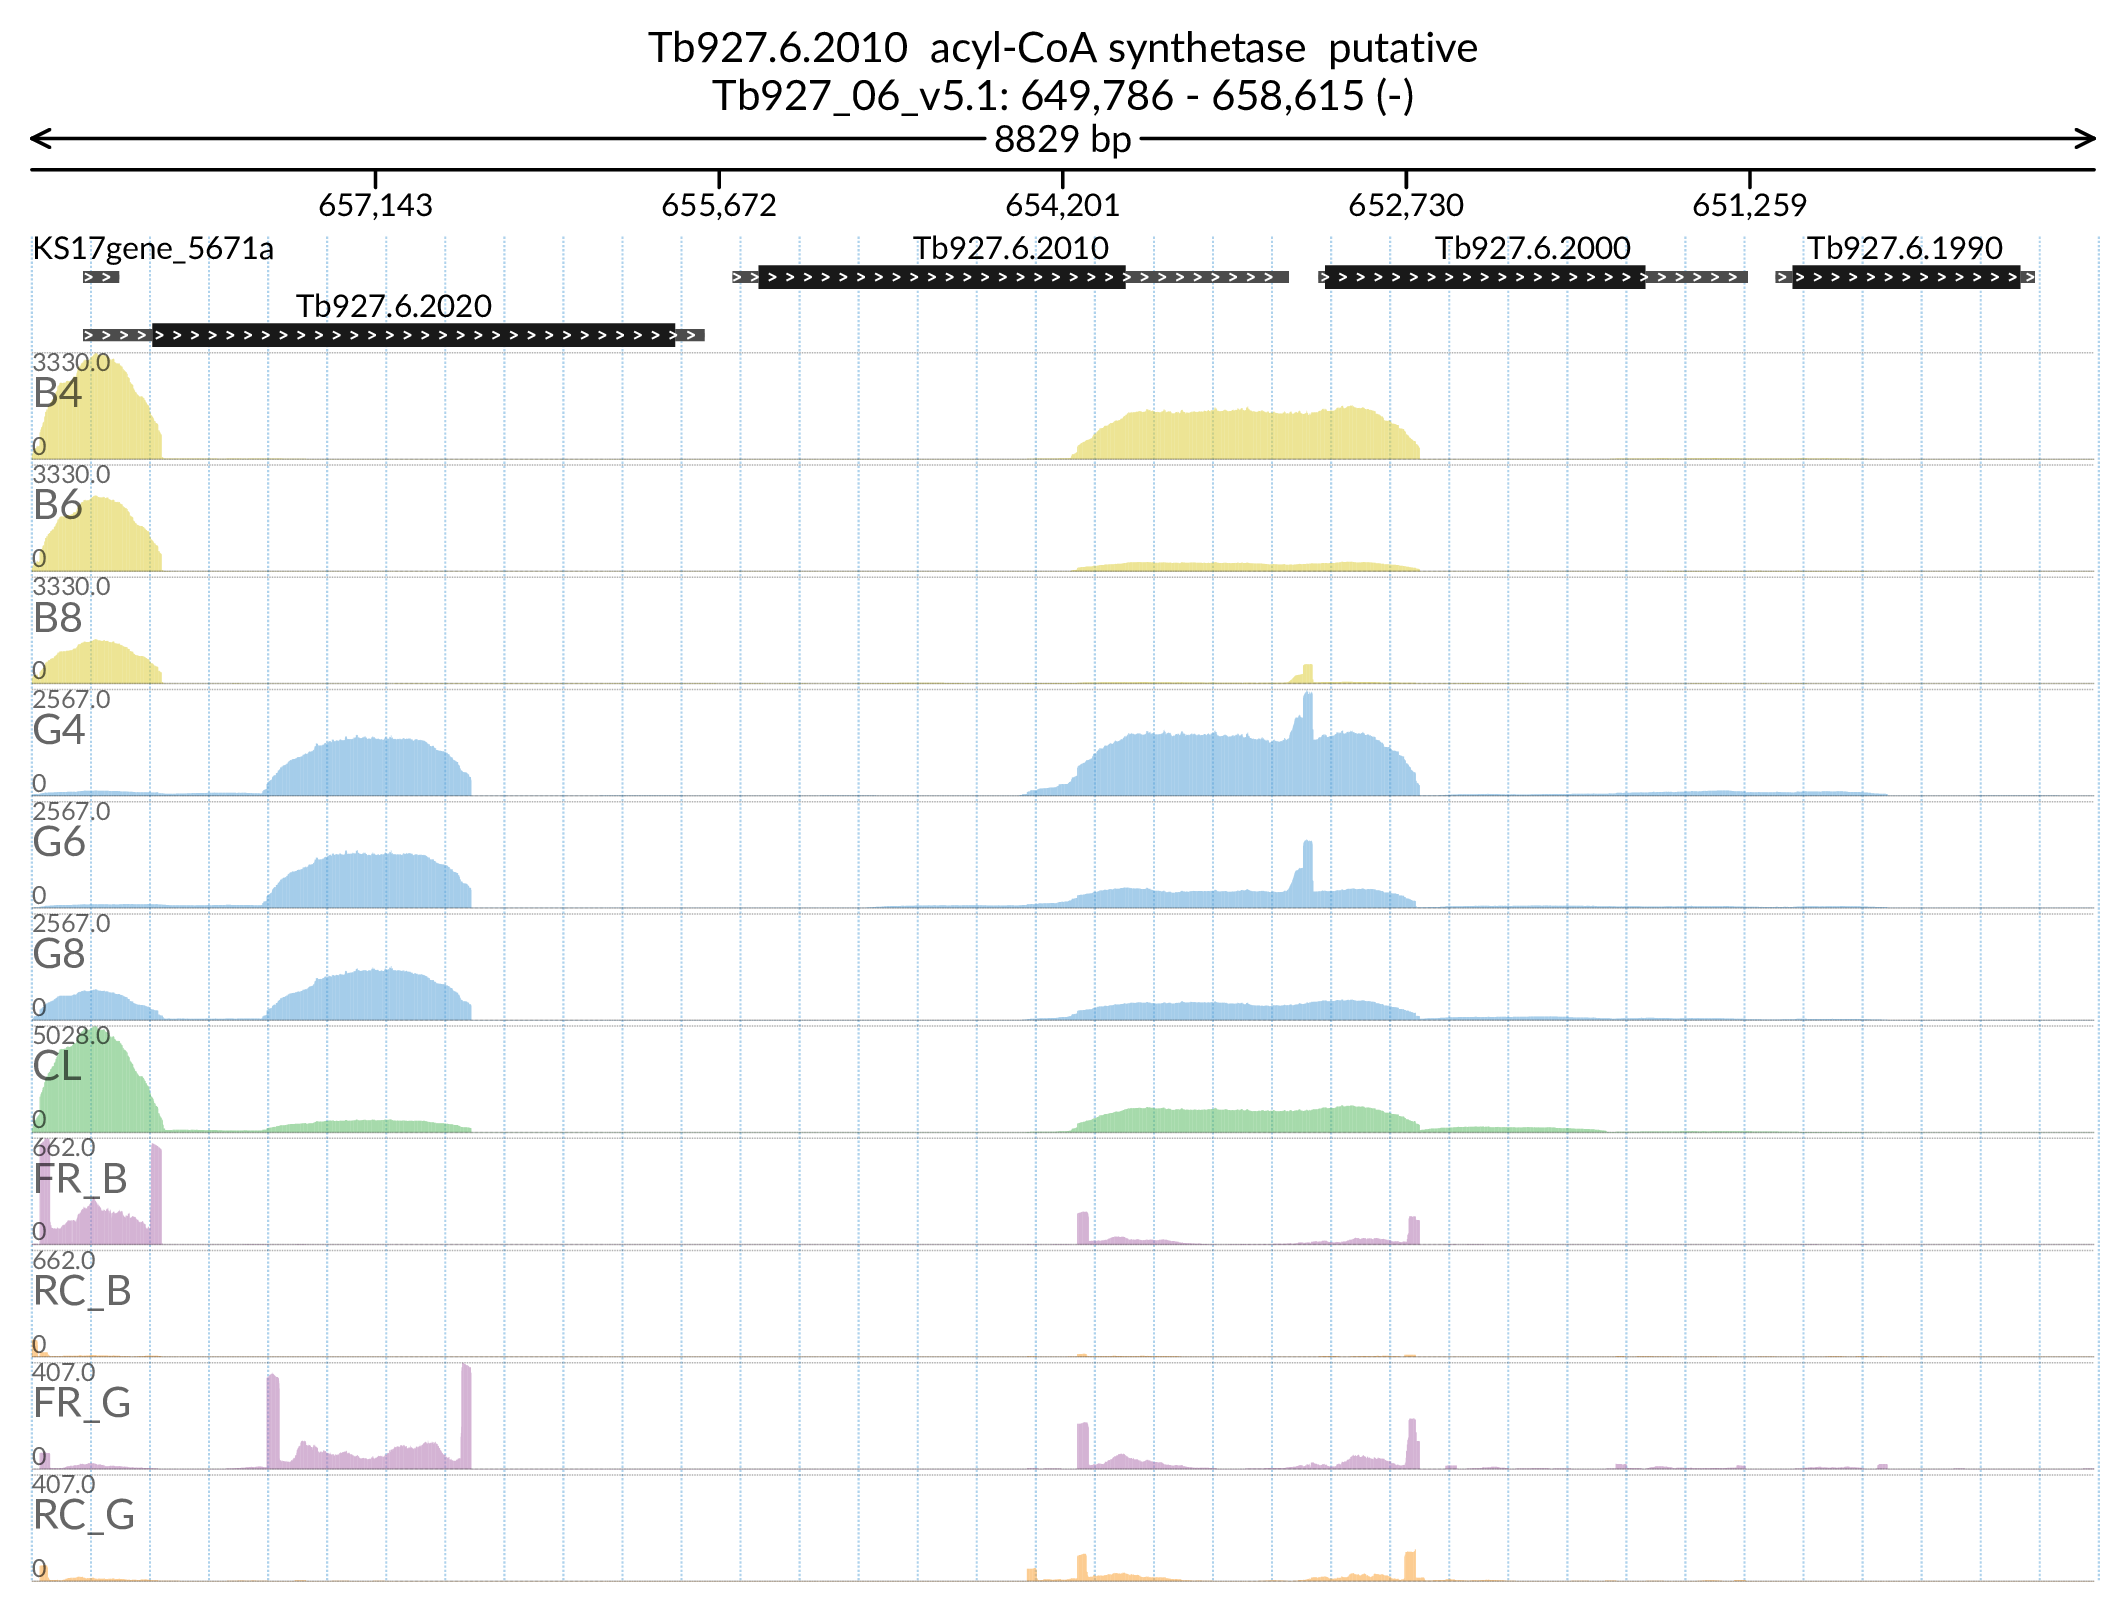 Tb927.6.2010 acyl-CoA synthetase putative
Tb927_06_v5.1: 649,786 - 658,615 (-)
8829 bp
657,143 655,672 654,201 652,730 651,259
KS17gene_5671a Tb927.6.2010 Tb927.6.2000 Tb927.6.1990
Tb927.6.2020
3330.0
B4
0
3330.0
B6
0
3330.0
B8
0
2567.0
G4
0
2567.0
G6
0
2567.0
G8
0
5028.0
CL
0
662.0
FR_B
0
662.0
RC_B
0
407.0
FR_G
0
407.0
RC_G
0